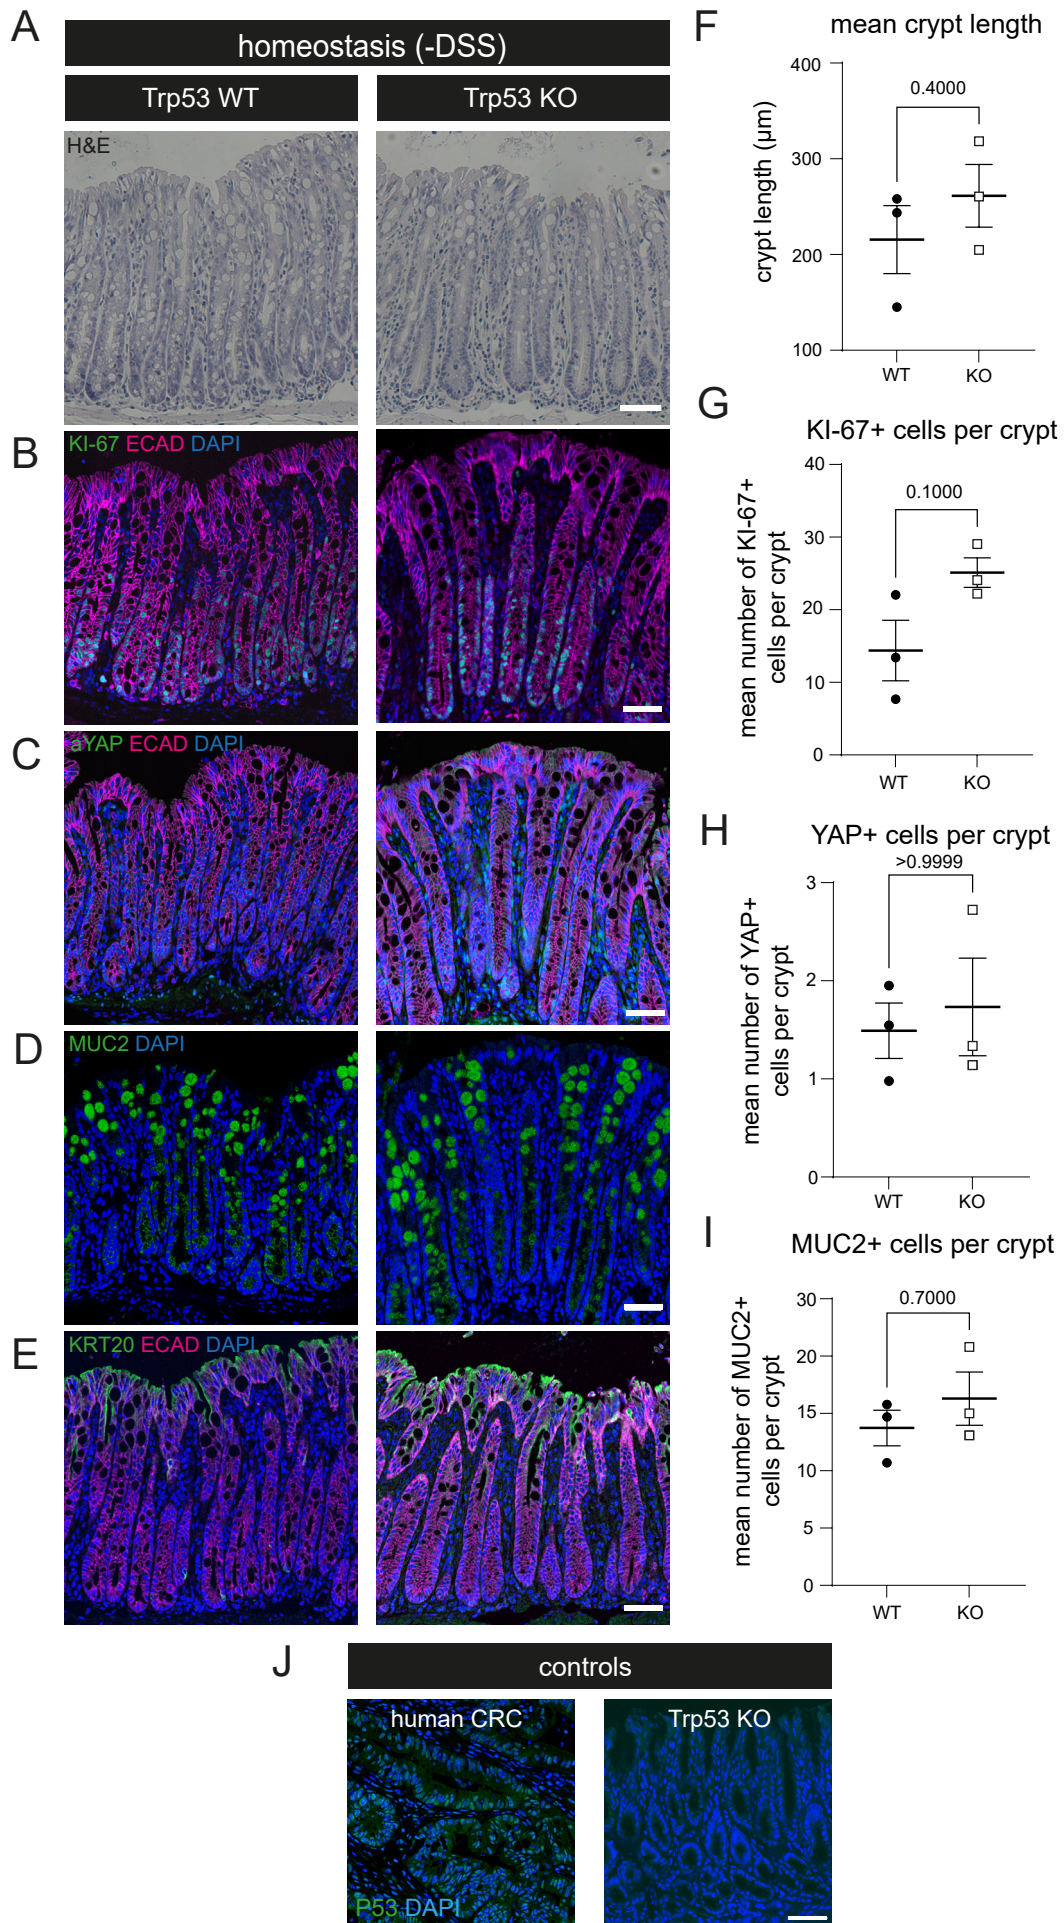 A
homeostasis (-DSS)
Trp53 WT
Trp53 KO
H&E
B
KI-67 ECAD DAPI
C
aYAP ECAD DAPI
D
MUC2 DAPI
E
KRT20 ECAD DAPI
F
mean crypt length
crypt length (μm)
400
300
200
100
0.4000
WT
KO
G
KI-67+ cells per crypt
mean number of KI-67+
cells per crypt
40
30
20
10
0
0.1000
WT
KO
H
YAP+ cells per crypt
mean number of YAP+
cells per crypt
3
2
1
0
>0.9999
WT
KO
I
MUC2+ cells per crypt
mean number of MUC2+
cells per crypt
30
20
15
10
5
0
0.7000
WT
KO
J
controls
human CRC
Trp53 KO
P53 DAPI